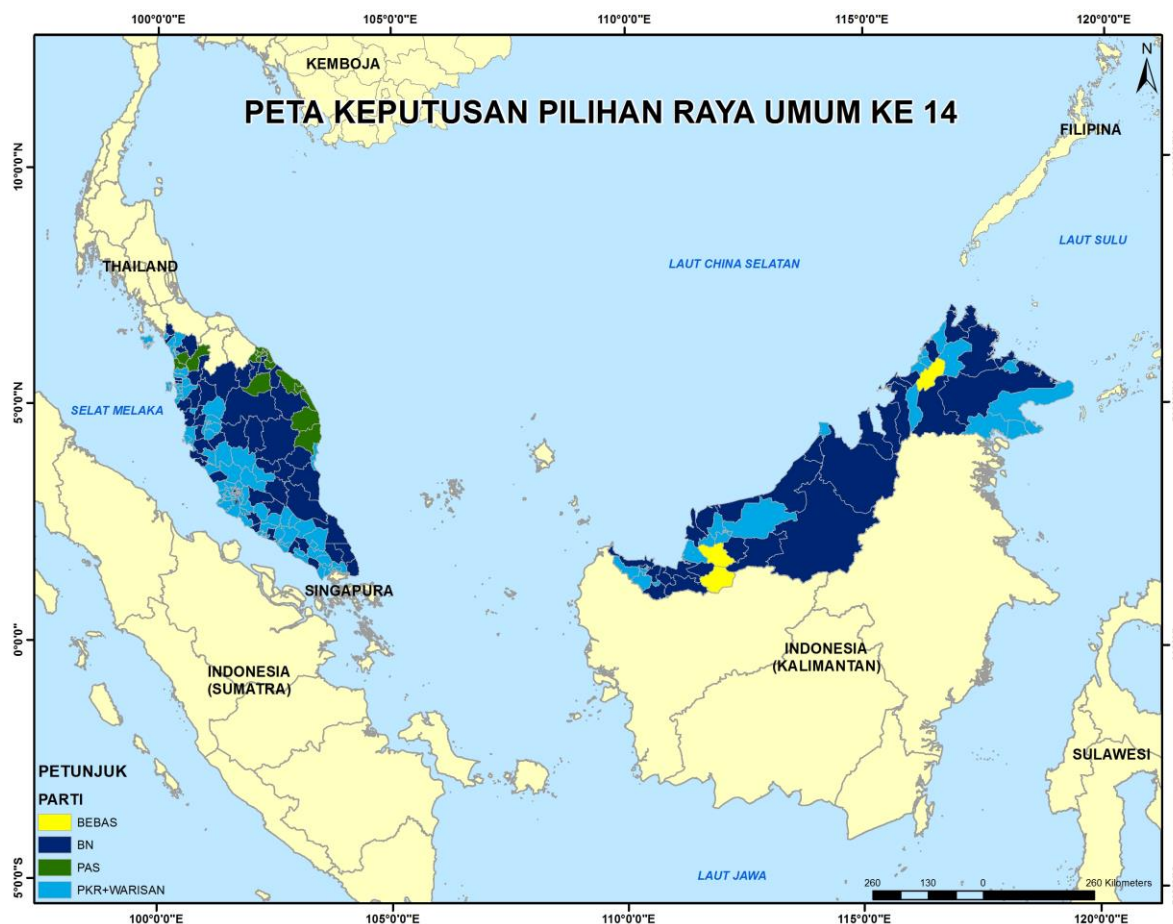 100°0'0"E 105°0'0"E 110°0'0"E 115°0'0"E 120°0'0"E
KEMBOJA
N
PETA KEPUTUSAN PILIHAN RAYA UMUM KE 14
FILIPINA
10°0'0"N
LAUT SULU
THAILAND
LAUT CHINA SELATAN
5°0'0"N
SELAT MELAKA
SINGAPURA
0°0'0"
INDONESIA
(SUMATRA)
INDONESIA
(KALIMANTAN)
SULAWESI
PETUNJUK
PARTI
BEBAS
BN
PAS
PKR+WARISAN
5°0'0"S
LAUT JAWA
260 130 0 260 Kilometers
100°0'0"E 105°0'0"E 110°0'0"E 115°0'0"E 120°0'0"E